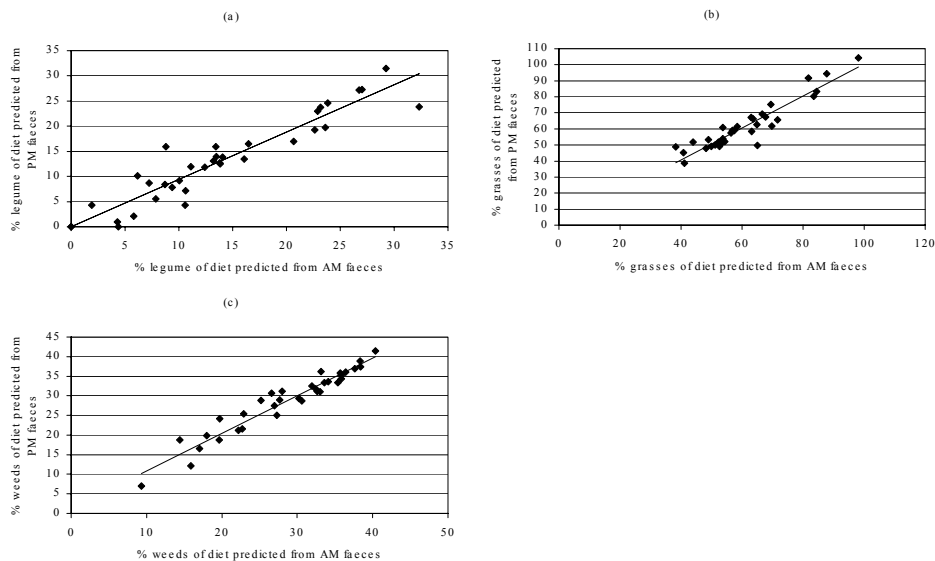 (a)
% legume of diet predicted from
PM faeces
35
30
25
20
15
10
5
0
0 5 10 15 20 25 30 35
% legume of diet predicted from AM faeces
(b)
% grasses of diet predicted
from PM faeces
110
100
90
80
70
60
50
40
30
20
10
0
0 20 40 60 80 100 120
% grasses of diet predicted from AM faeces
(c)
% weeds of diet predicted from
PM faeces
45
40
35
30
25
20
15
10
5
0
0 10 20 30 40 50
% weeds of diet predicted from AM faeces